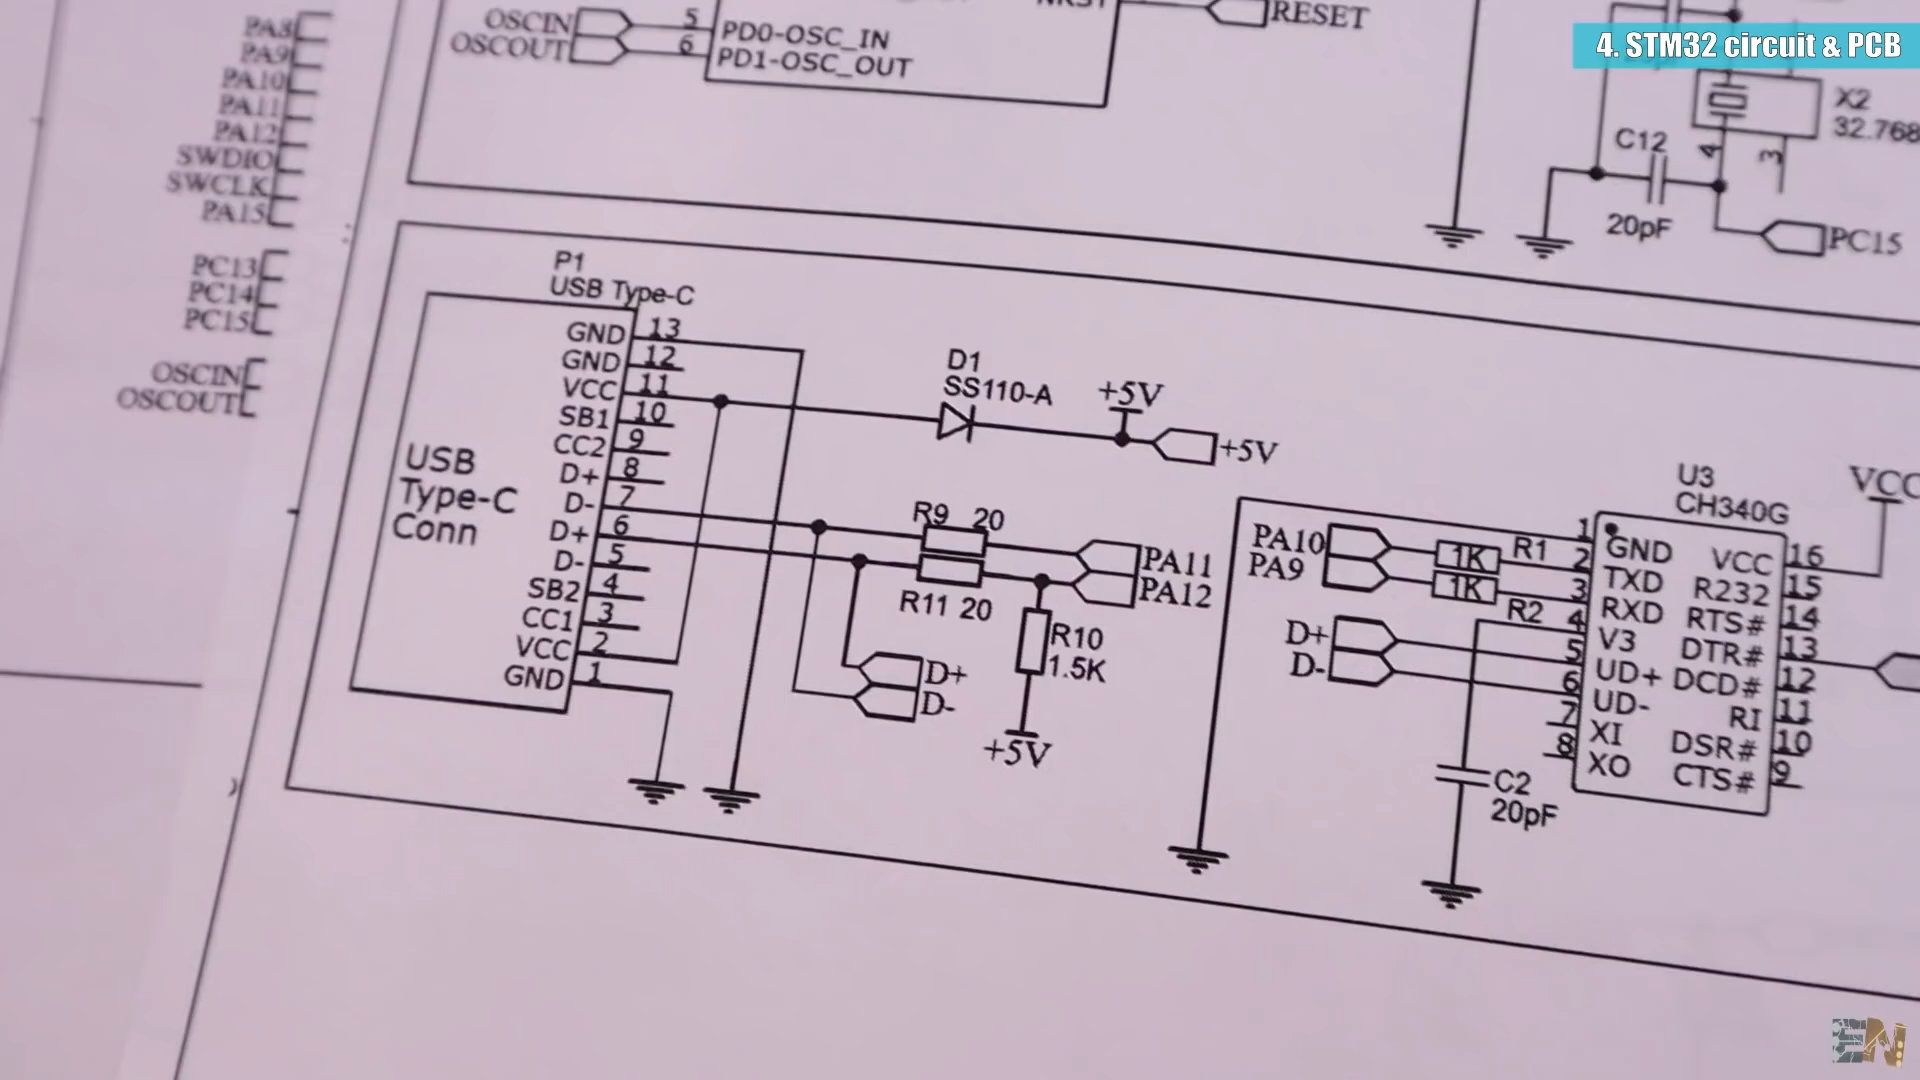 4. STM32 circuit & PCB
PA8
PA9
PA10
PA11
PA12
SWDIO
SWCLK
PA15
PC13
PC14
PC15
OSCIN
OSCOUT
OSCIN 5 PD0-OSC_IN
OSCOUT 6 PD1-OSC_OUT
RESET
X2
32.768
C12
4 3
20pF
PC15
P1
USB Type-C
USB
Type-C
Conn
GND 13
GND 12
VCC 11
SB1 10
CC2 9
D+ 8
D- 7
D+ 6
D- 5
SB2 4
CC1 3
VCC 2
GND 1
D1
SS110-A
+5V
+5V
R9 20
PA11
PA12
R11 20
R10
1.5K
D+
D-
+5V
U3
CH340G
VCC
PA10 1K R1
PA9 1K R2
D+
D-
1 GND
2 TXD
3 RXD
4 V3
5 UD+
6 UD-
7 XI
8 XO
VCC 16
R232 15
RTS# 14
DTR# 13
DCD# 12
RI 11
DSR# 10
CTS# 9
C2
20pF
EN